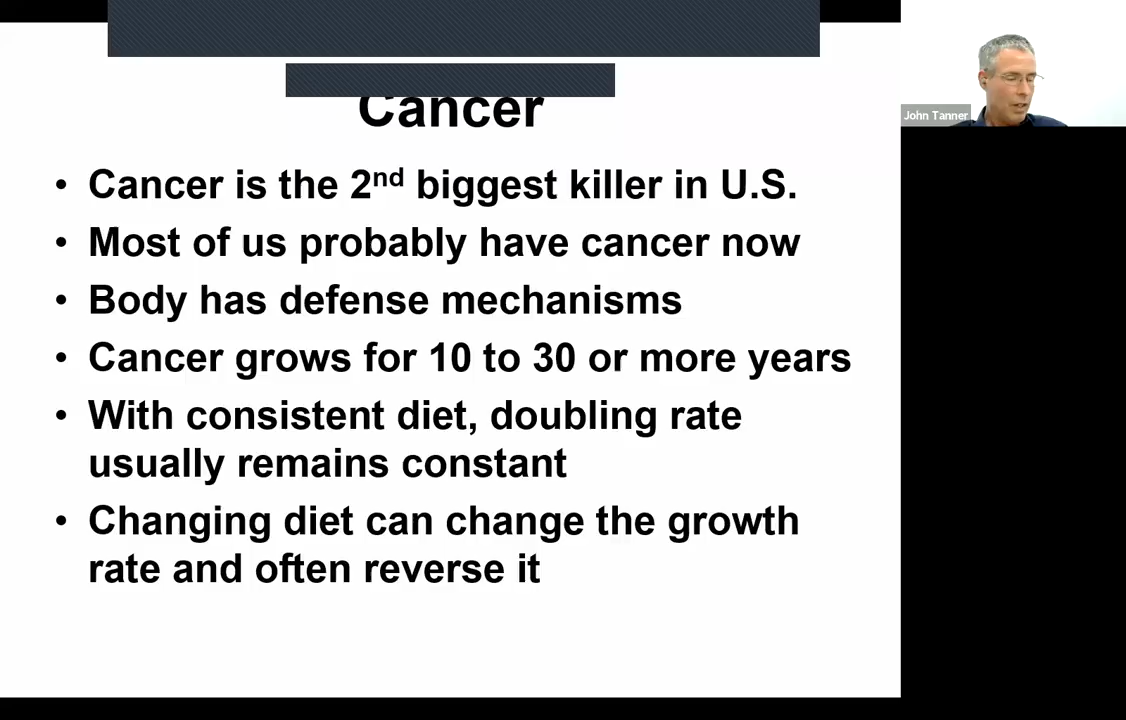 Cancer
• Cancer is the 2nd biggest killer in U.S.
• Most of us probably have cancer now
• Body has defense mechanisms
• Cancer grows for 10 to 30 or more years
• With consistent diet, doubling rate
usually remains constant
• Changing diet can change the growth
rate and often reverse it
John Tanner